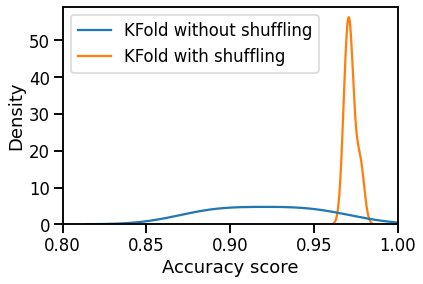 KFold without shuffling
KFold with shuffling
Density
50
40
30
20
10
0
0.80 0.85 0.90 0.95 1.00
Accuracy score